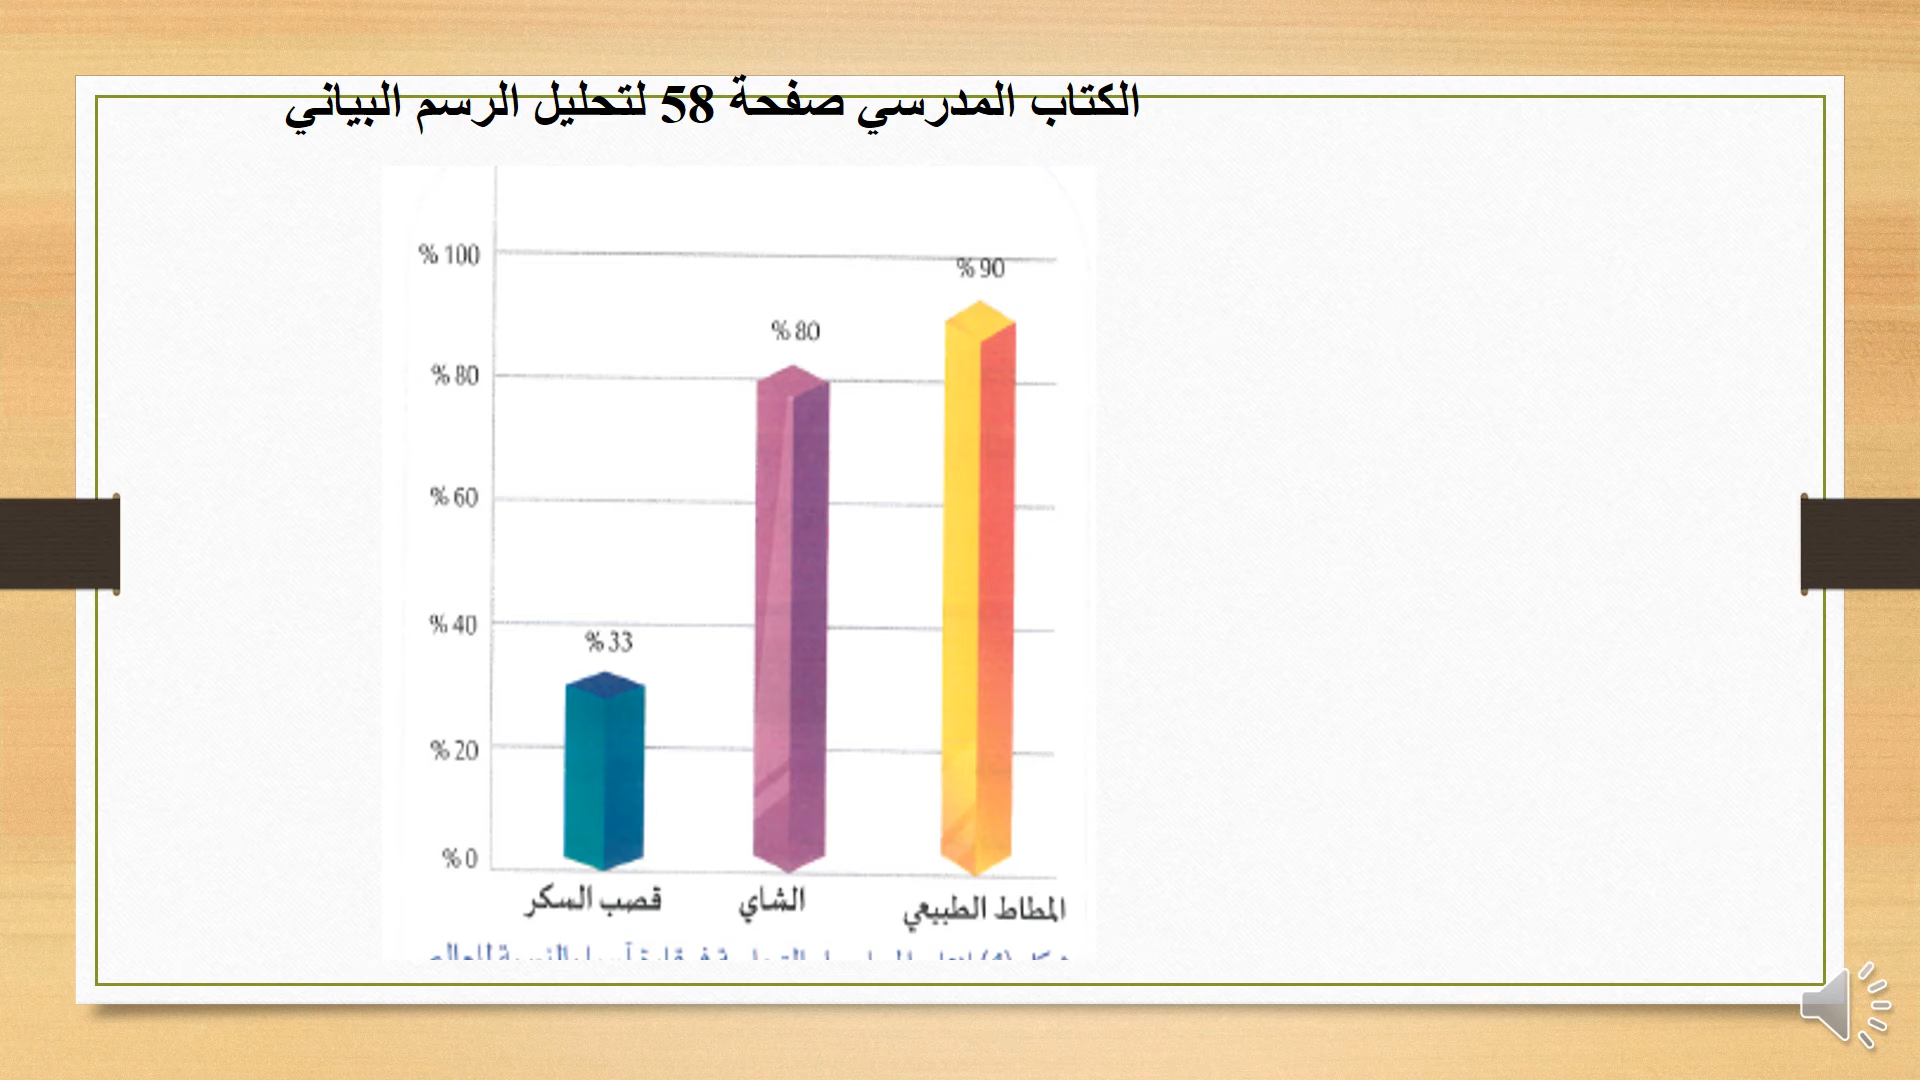 الكتاب المدرسي صفحة 58 لتحليل الرسم البياني
% 100
% 90
% 80
% 80
% 60
% 40
% 33
% 20
% 0
قصب السكر
الشاي
المطاط الطبيعي